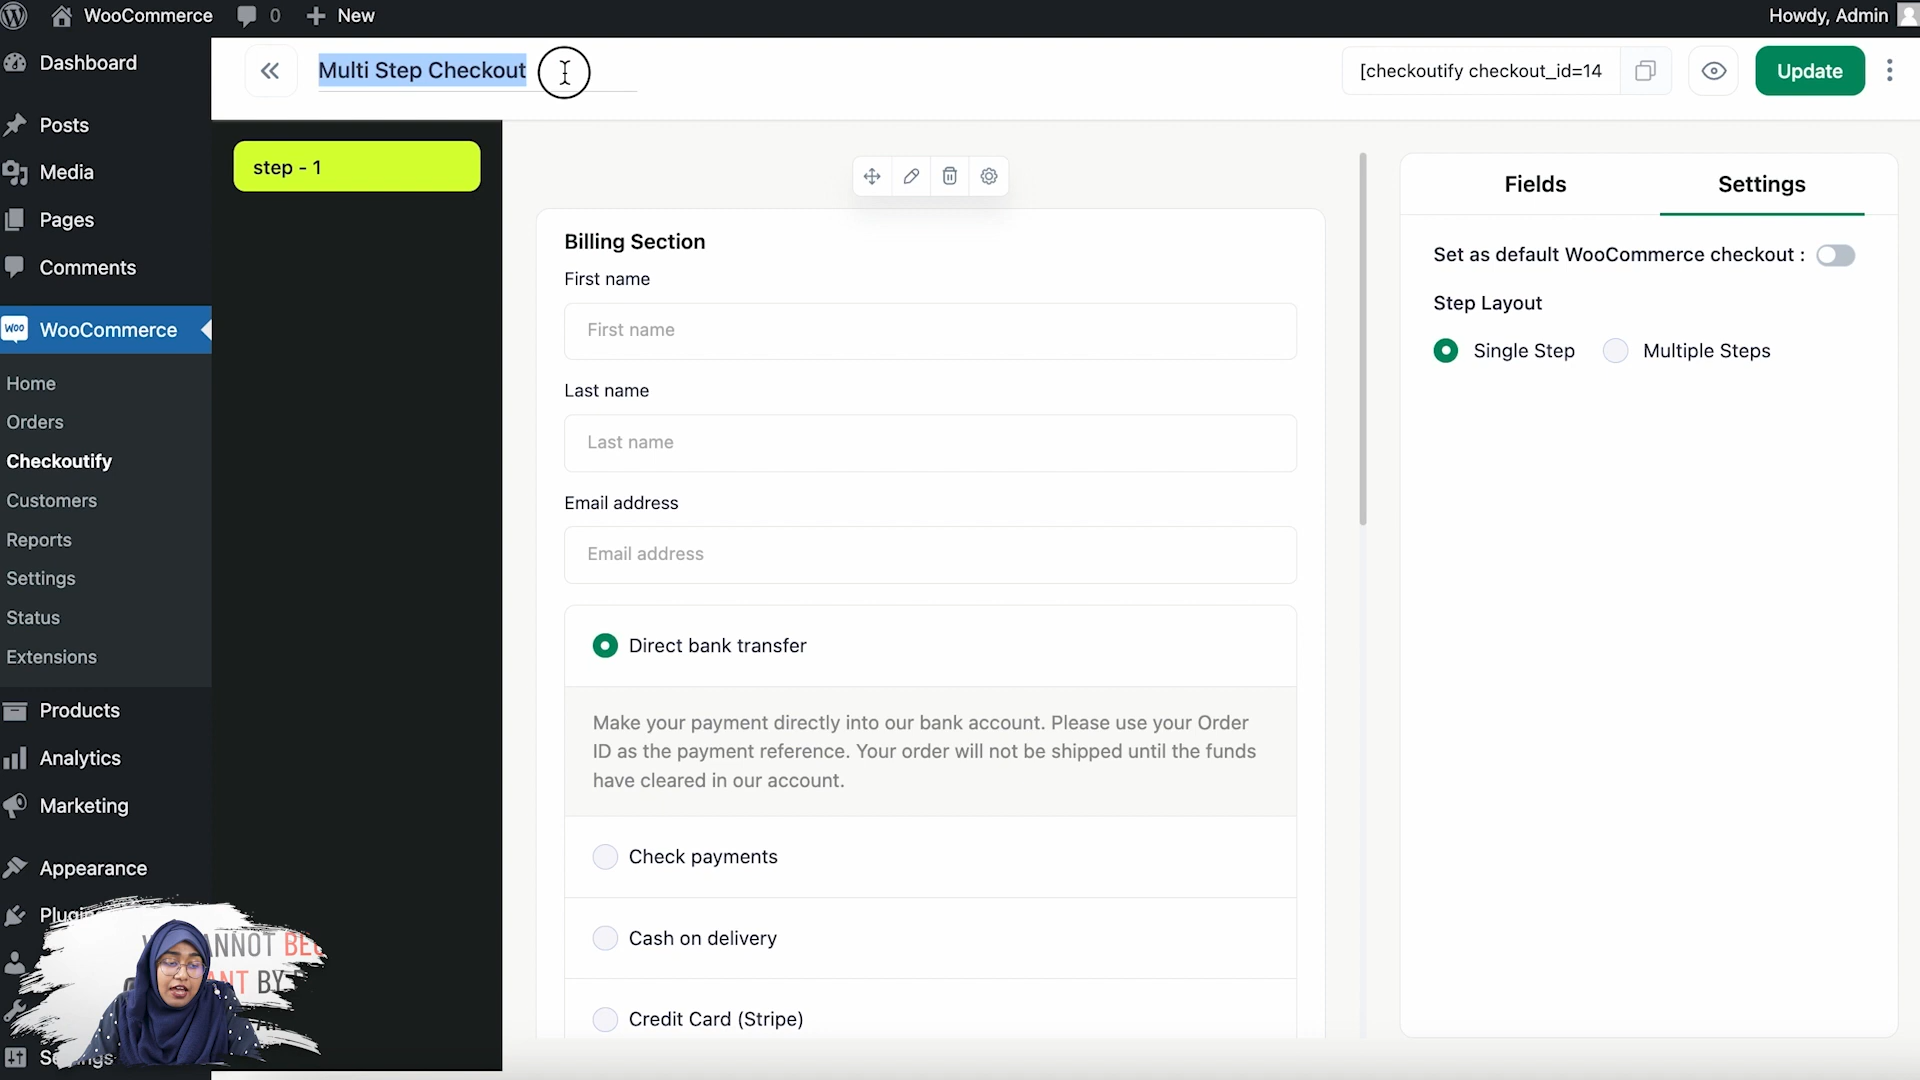 WooCommerce 0 New Howdy, Admin
Dashboard
Posts
Media
Pages
Comments
woo WooCommerce
Home
Orders
Checkoutify
Customers
Reports
Settings
Status
Extensions
Products
Analytics
Marketing
Appearance
Multi Step Checkout
[checkoutify checkout_id=14
Update
step - 1
Billing Section
First name
First name
Last name
Last name
Email address
Email address
Direct bank transfer
Make your payment directly into our bank account. Please use your Order
ID as the payment reference. Your order will not be shipped until the funds
have cleared in our account.
Check payments
Cash on delivery
Credit Card (Stripe)
Fields Settings
Set as default WooCommerce checkout :
Step Layout
Single Step Multiple Steps
BY